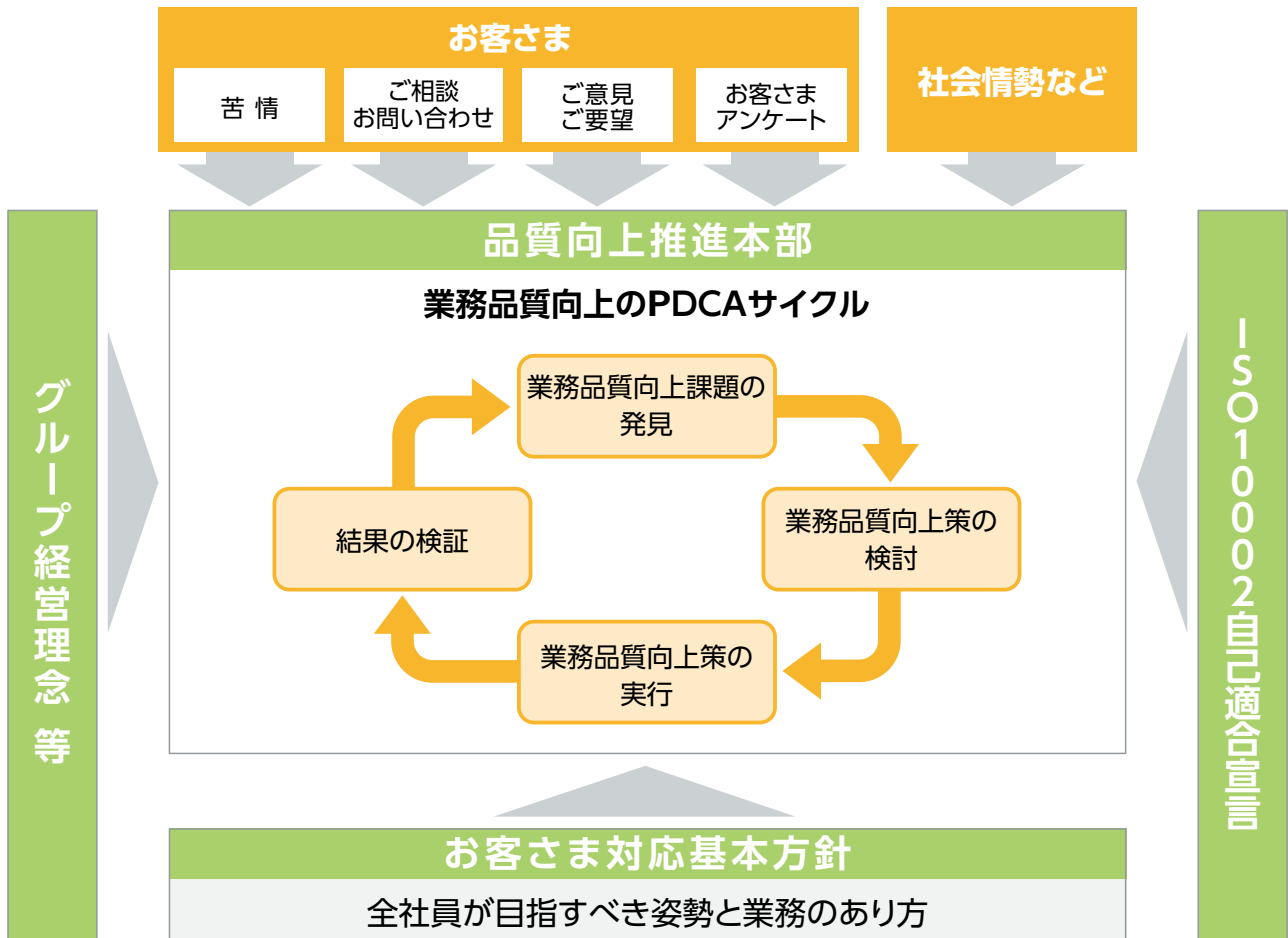 お客さま
苦 情
ご相談
お問い合わせ
ご意見
ご要望
お客さま
アンケート
社会情勢など
グループ経営理念 等
品質向上推進本部
業務品質向上のPDCAサイクル
業務品質向上課題の
発見
業務品質向上策の
検討
業務品質向上策の
実行
結果の検証
ISO10002自己適合宣言
お客さま対応基本方針
全社員が目指すべき姿勢と業務のあり方